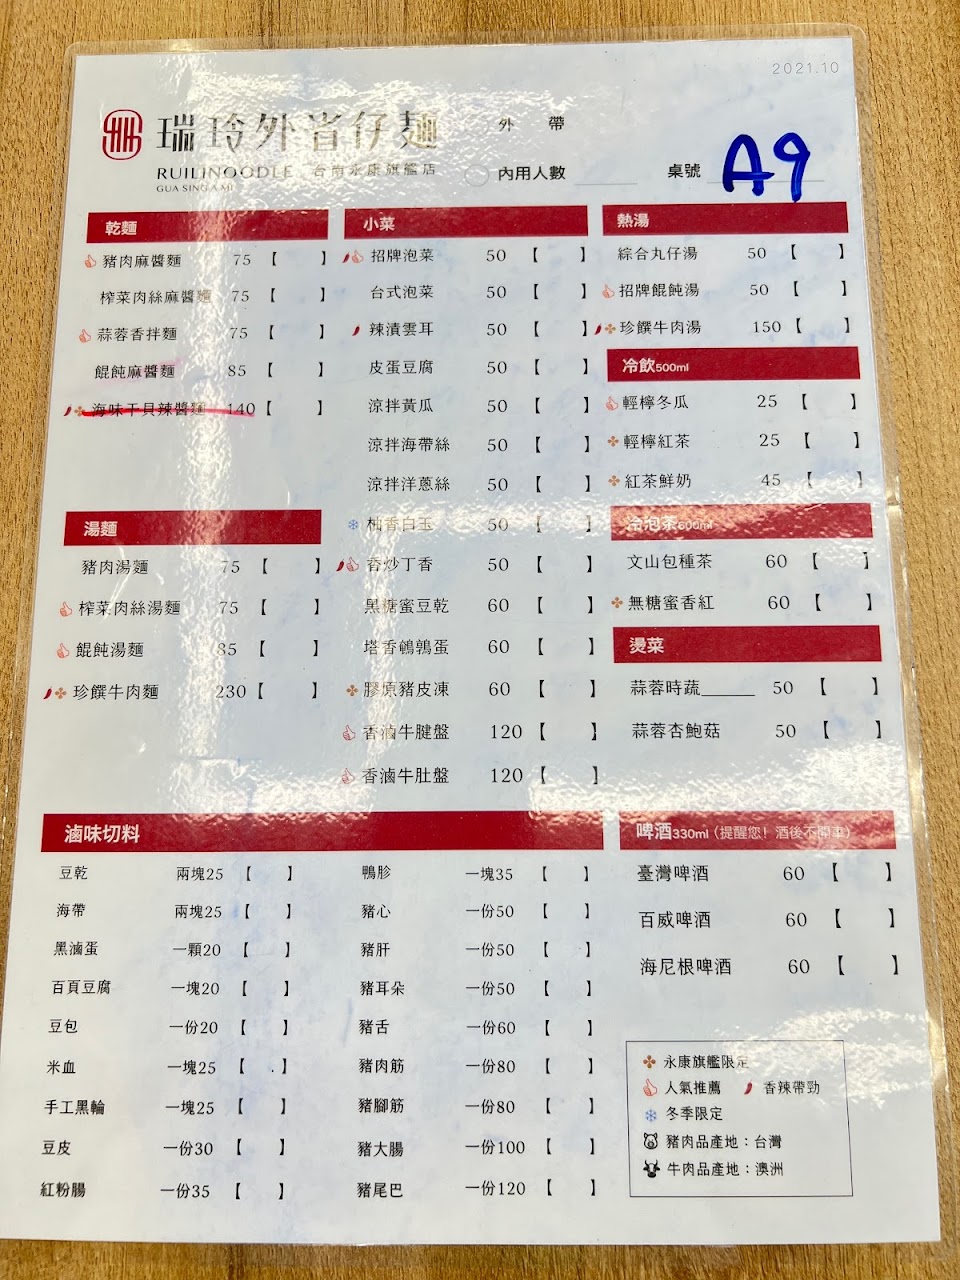 2021.10
瑞玲外省仔麵
RUILINOODLE 台南永康旗艦店
GUA SING A MI
外帶
內用人數
桌號 A9
乾麵
豬肉麻醬麵 75 【 】
榨菜肉絲麻醬麵 75 【 】
蒜蓉香拌麵 75 【 】
餛飩麻醬麵 85 【 】
海味干貝辣醬麵 140 【 】
湯麵
豬肉湯麵 75 【 】
榨菜肉絲湯麵 75 【 】
餛飩湯麵 85 【 】
珍饌牛肉麵 230 【 】
小菜
招牌泡菜 50 【 】
台式泡菜 50 【 】
辣漬雲耳 50 【 】
皮蛋豆腐 50 【 】
涼拌黃瓜 50 【 】
涼拌海帶絲 50 【 】
涼拌洋蔥絲 50 【 】
柚香白玉 50 【 】
香炒丁香 50 【 】
黑糖蜜豆乾 60 【 】
塔香鵪鶉蛋 60 【 】
膠原豬皮凍 60 【 】
香滷牛腱盤 120 【 】
香滷牛肚盤 120 【 】
熱湯
綜合丸仔湯 50 【 】
招牌餛飩湯 50 【 】
珍饌牛肉湯 150 【 】
冷飲500ml
輕檸冬瓜 25 【 】
輕檸紅茶 25 【 】
紅茶鮮奶 45 【 】
冷泡茶600ml
文山包種茶 60 【 】
無糖蜜香紅 60 【 】
燙菜
蒜蓉時蔬______ 50 【 】
蒜蓉杏鮑菇 50 【 】
滷味切料
豆乾 兩塊25 【 】
海帶 兩塊25 【 】
黑滷蛋 一顆20 【 】
百頁豆腐 一塊20 【 】
豆包 一份20 【 】
米血 一塊25 【 】
手工黑輪 一塊25 【 】
豆皮 一份30 【 】
紅粉腸 一份35 【 】
鴨胗 一塊35 【 】
豬心 一份50 【 】
豬肝 一份50 【 】
豬耳朵 一份50 【 】
豬舌 一份60 【 】
豬肉筋 一份80 【 】
豬腳筋 一份80 【 】
豬大腸 一份100 【 】
豬尾巴 一份120 【 】
啤酒330ml（提醒您！酒後不開車）
臺灣啤酒 60 【 】
百威啤酒 60 【 】
海尼根啤酒 60 【 】
永康旗艦限定
人氣推薦 香辣帶勁
冬季限定
豬肉品產地：台灣
牛肉品產地：澳洲